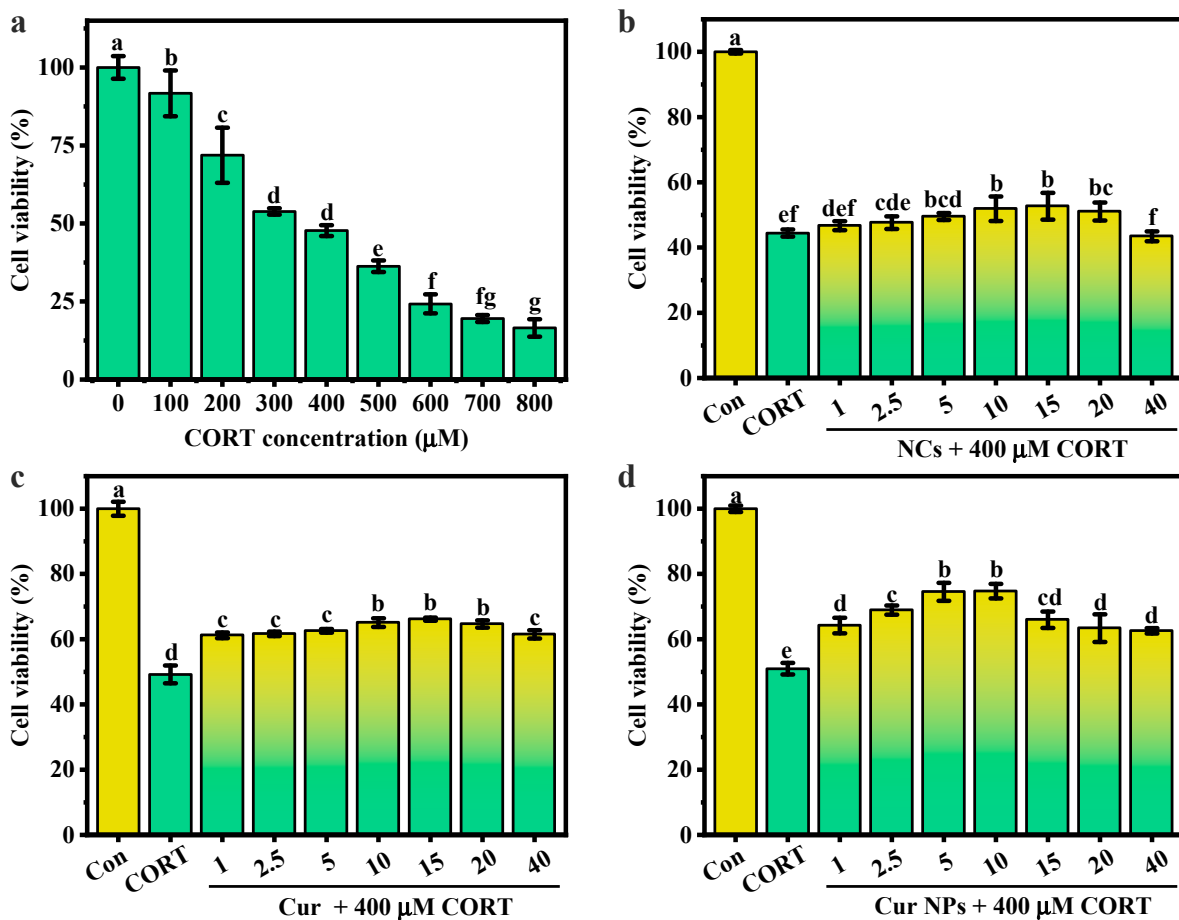 a
Cell viability (%)
100
75
50
25
0
a
b
c
d
d
e
f
fg
g
0 100 200 300 400 500 600 700 800
CORT concentration (μM)
b
Cell viability (%)
100
80
60
40
20
0
a
ef
def
cde
bcd
b
b
bc
f
Con CORT 1 2.5 5 10 15 20 40
NCs + 400 μM CORT
c
Cell viability (%)
100
80
60
40
20
0
a
d
c
c
c
b
b
b
c
Con CORT 1 2.5 5 10 15 20 40
Cur + 400 μM CORT
d
Cell viability (%)
100
80
60
40
20
0
a
e
d
c
b
b
cd
d
d
Con CORT 1 2.5 5 10 15 20 40
Cur NPs + 400 μM CORT